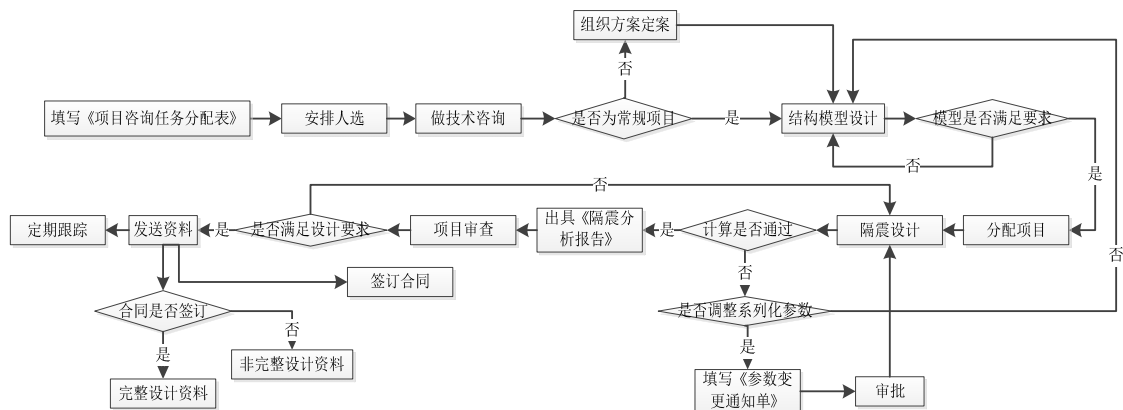 组织方案定案
否
填写《项目咨询任务分配表》
安排人选
做技术咨询
是否为常规项目
是
结构模型设计
模型是否满足要求
否
是
否
定期跟踪
发送资料
是
是否满足设计要求
项目审查
出具《隔震分
析报告》
是
计算是否通过
隔震设计
分配项目
否
签订合同
否
合同是否签订
是否调整系列化参数
否
是
是
非完整设计资料
完整设计资料
填写《参数变
更通知单》
审批